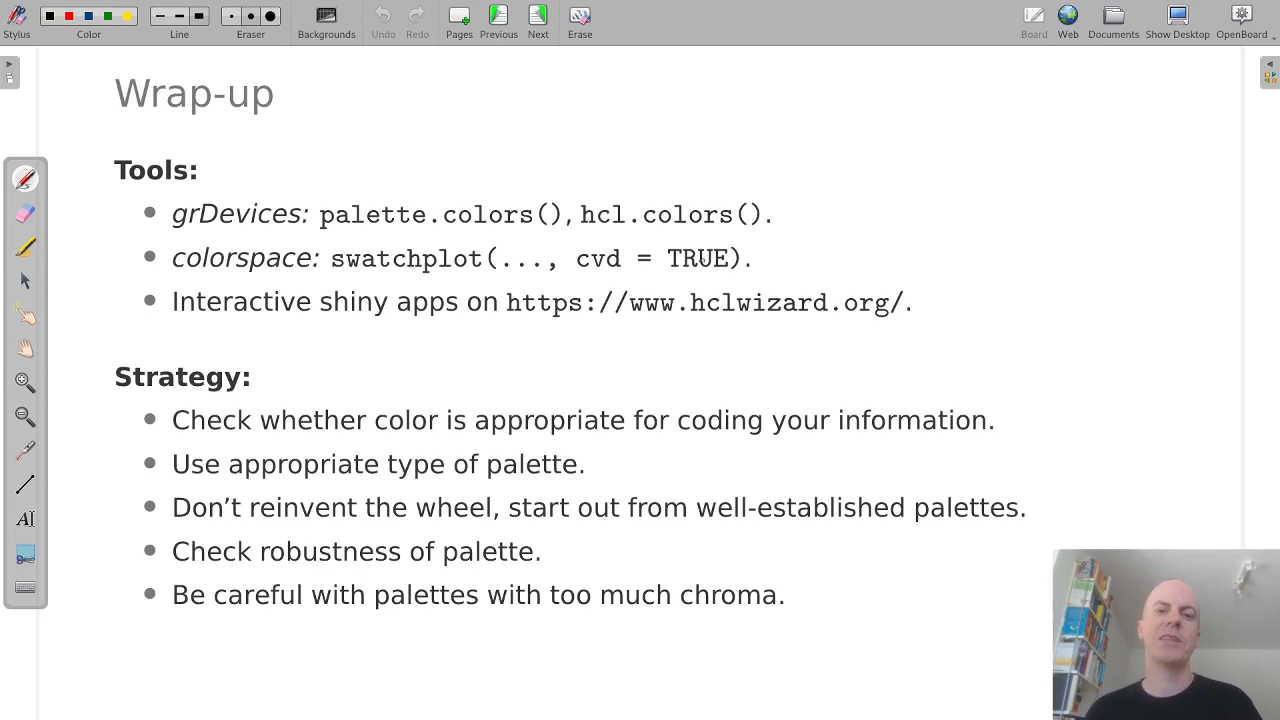 Stylus
Color
Line
Eraser
Backgrounds
Undo
Redo
Pages
Previous
Next
Erase
Board
Web
Documents
Show Desktop
OpenBoard
Wrap-up
Tools:
grDevices: palette.colors(), hcl.colors().
colorspace: swatchplot(..., cvd = TRUE).
Interactive shiny apps on https://www.hclwizard.org/.
Strategy:
Check whether color is appropriate for coding your information.
Use appropriate type of palette.
Don’t reinvent the wheel, start out from well-established palettes.
Check robustness of palette.
Be careful with palettes with too much chroma.
AI